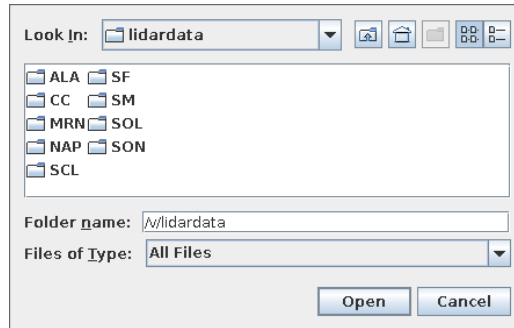 Look In: lidardata
ALA SF
CC SM
MRN SOL
NAP SON
SCL
Folder name: /v/lidardata
Files of Type: All Files
Open Cancel